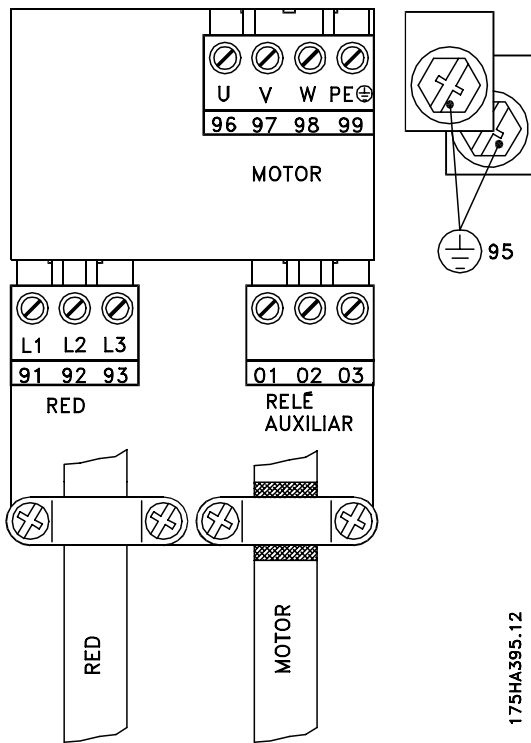 U V W PE
96 97 98 99
MOTOR
95
L1 L2 L3
91 92 93
RED
01 02 03
RELÉ
AUXILIAR
RED
MOTOR
175HA395.12